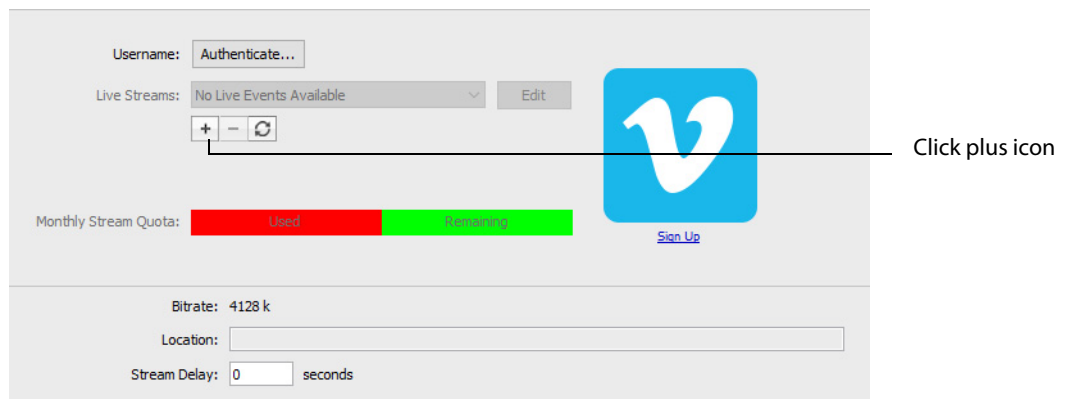 Username: Authenticate...
Live Streams: No Live Events Available Edit
Click plus icon
Monthly Stream Quota: Used Remaining
Sign Up
Bitrate: 4128 k
Location:
Stream Delay: 0 seconds